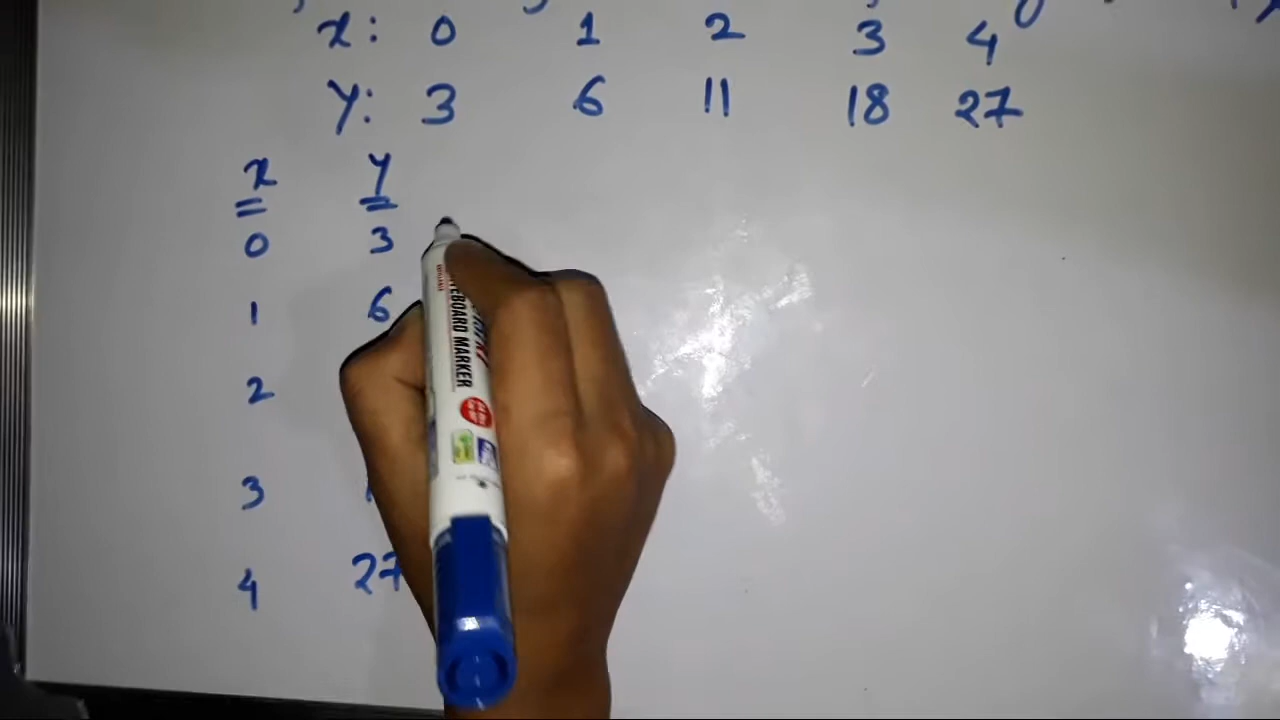 x: 0 1 2 3 4
y: 3 6 11 18 27
x y
0 3
1 6
2
3
4 27
WHITEBOARD MARKER